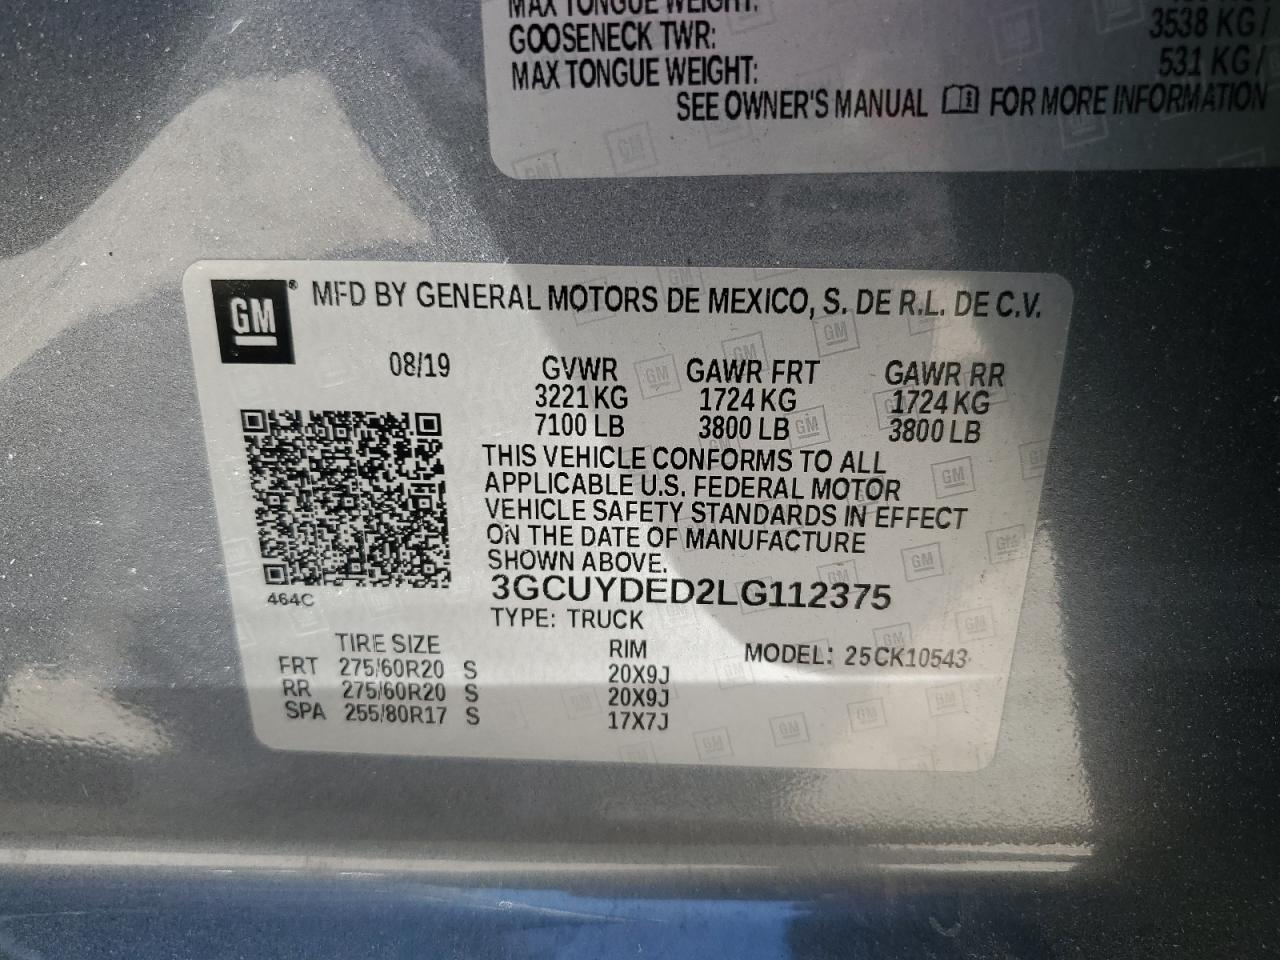 MAX TONGUE WEIGHT:
GOOSENECK TWR: 3538 KG /
MAX TONGUE WEIGHT: 531 KG /
SEE OWNER'S MANUAL FOR MORE INFORMATION
GM® MFD BY GENERAL MOTORS DE MEXICO, S. DE R.L. DE C.V.
08/19 GVWR GAWR FRT GAWR RR
3221 KG 1724 KG 1724 KG
7100 LB 3800 LB 3800 LB
THIS VEHICLE CONFORMS TO ALL
APPLICABLE U.S. FEDERAL MOTOR
VEHICLE SAFETY STANDARDS IN EFFECT
ON THE DATE OF MANUFACTURE
SHOWN ABOVE.
464C 3GCUYDED2LG112375
TYPE: TRUCK
TIRE SIZE RIM MODEL: 25CK10543
FRT 275/60R20 S 20X9J
RR 275/60R20 S 20X9J
SPA 255/80R17 S 17X7J